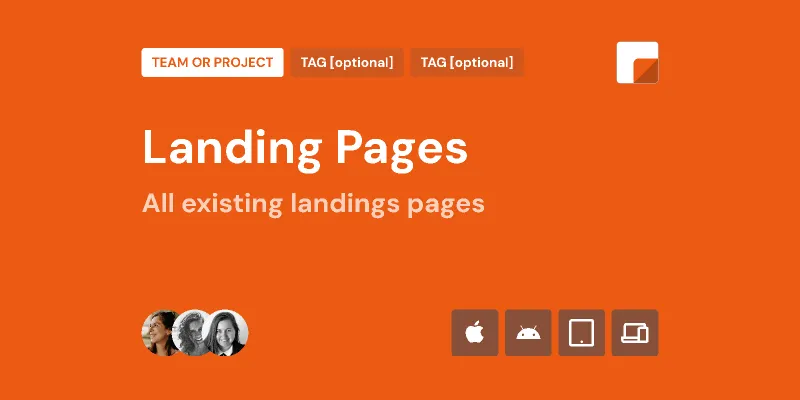 TEAM OR PROJECT TAG [optional] TAG [optional]
Landing Pages
All existing landings pages